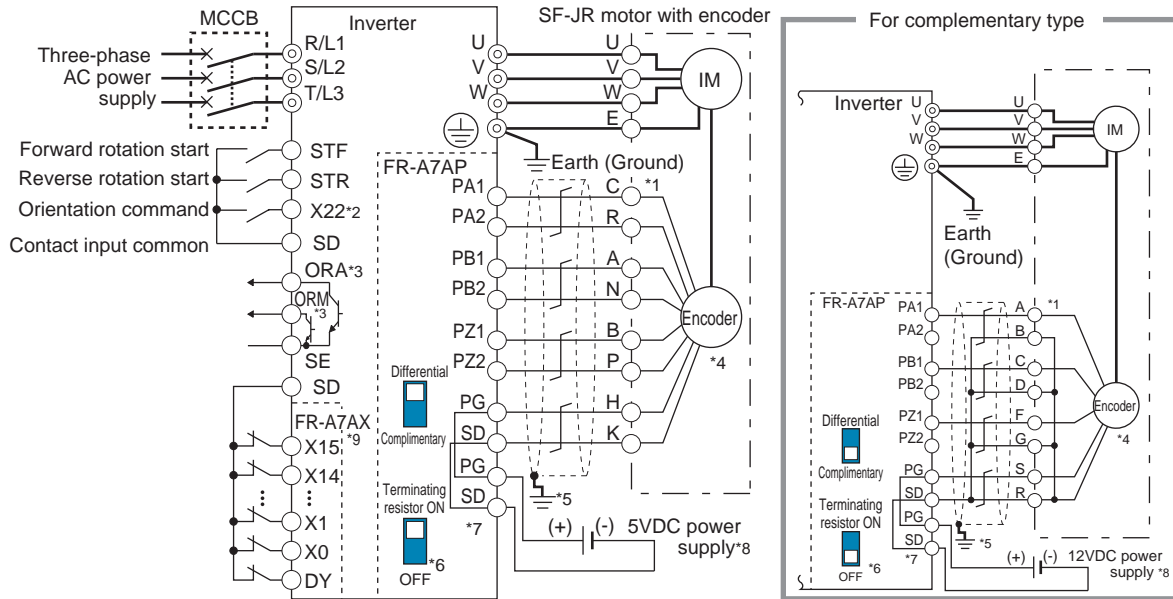 MCCB
Three-phase
AC power
supply
R/L1
S/L2
T/L3
Inverter
Forward rotation start
Reverse rotation start
Orientation command
Contact input common
STF
STR
X22*2
SD
ORA*3
ORM
*3
SE
SD
FR-A7AX
*9
X15
X14
X1
X0
DY
U
V
W
FR-A7AP
PA1
PA2
PB1
PB2
PZ1
PZ2
PG
SD
PG
SD
*7
Differential
Complimentary
Terminating
resistor ON
*6
OFF
SF-JR motor with encoder
U
V
W
E
IM
Earth (Ground)
C
*1
R
A
N
B
P
H
K
Encoder
*4
*5
(+)
(-)
5VDC power
supply*8
For complementary type
Inverter
U
V
W
U
V
W
E
IM
Earth
(Ground)
FR-A7AP
PA1
PA2
PB1
PB2
PZ1
PZ2
PG
SD
PG
SD
*7
Differential
Complimentary
Terminating
resistor ON
*6
OFF
A
*1
B
C
D
F
G
S
R
Encoder
*4
*5
(+)
(-)
12VDC power
supply *8